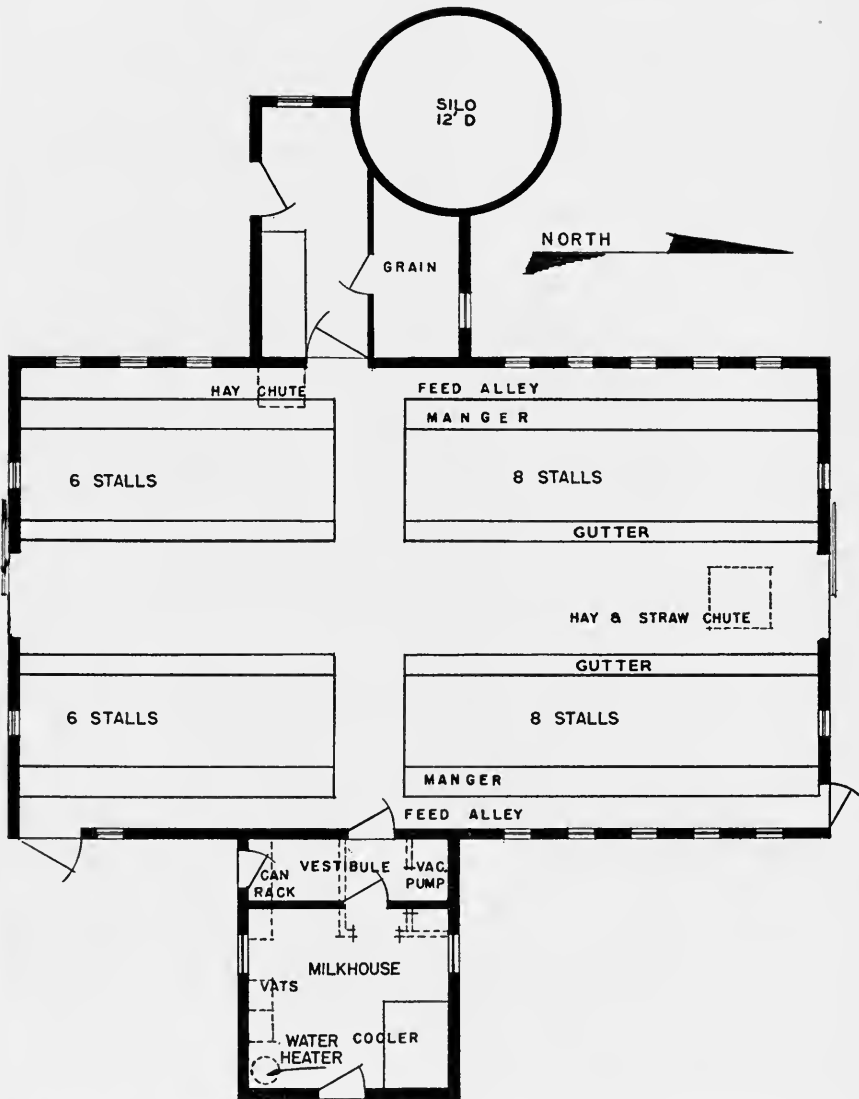 SILO
12' D
NORTH
GRAIN
HAY CHUTE
FEED ALLEY
MANGER
6 STALLS
8 STALLS
GUTTER
HAY & STRAW CHUTE
GUTTER
6 STALLS
8 STALLS
MANGER
FEED ALLEY
VESTIBULE
CAN
RACK
VAC.
PUMP
MILKHOUSE
VATS
WATER
HEATER
COOLER